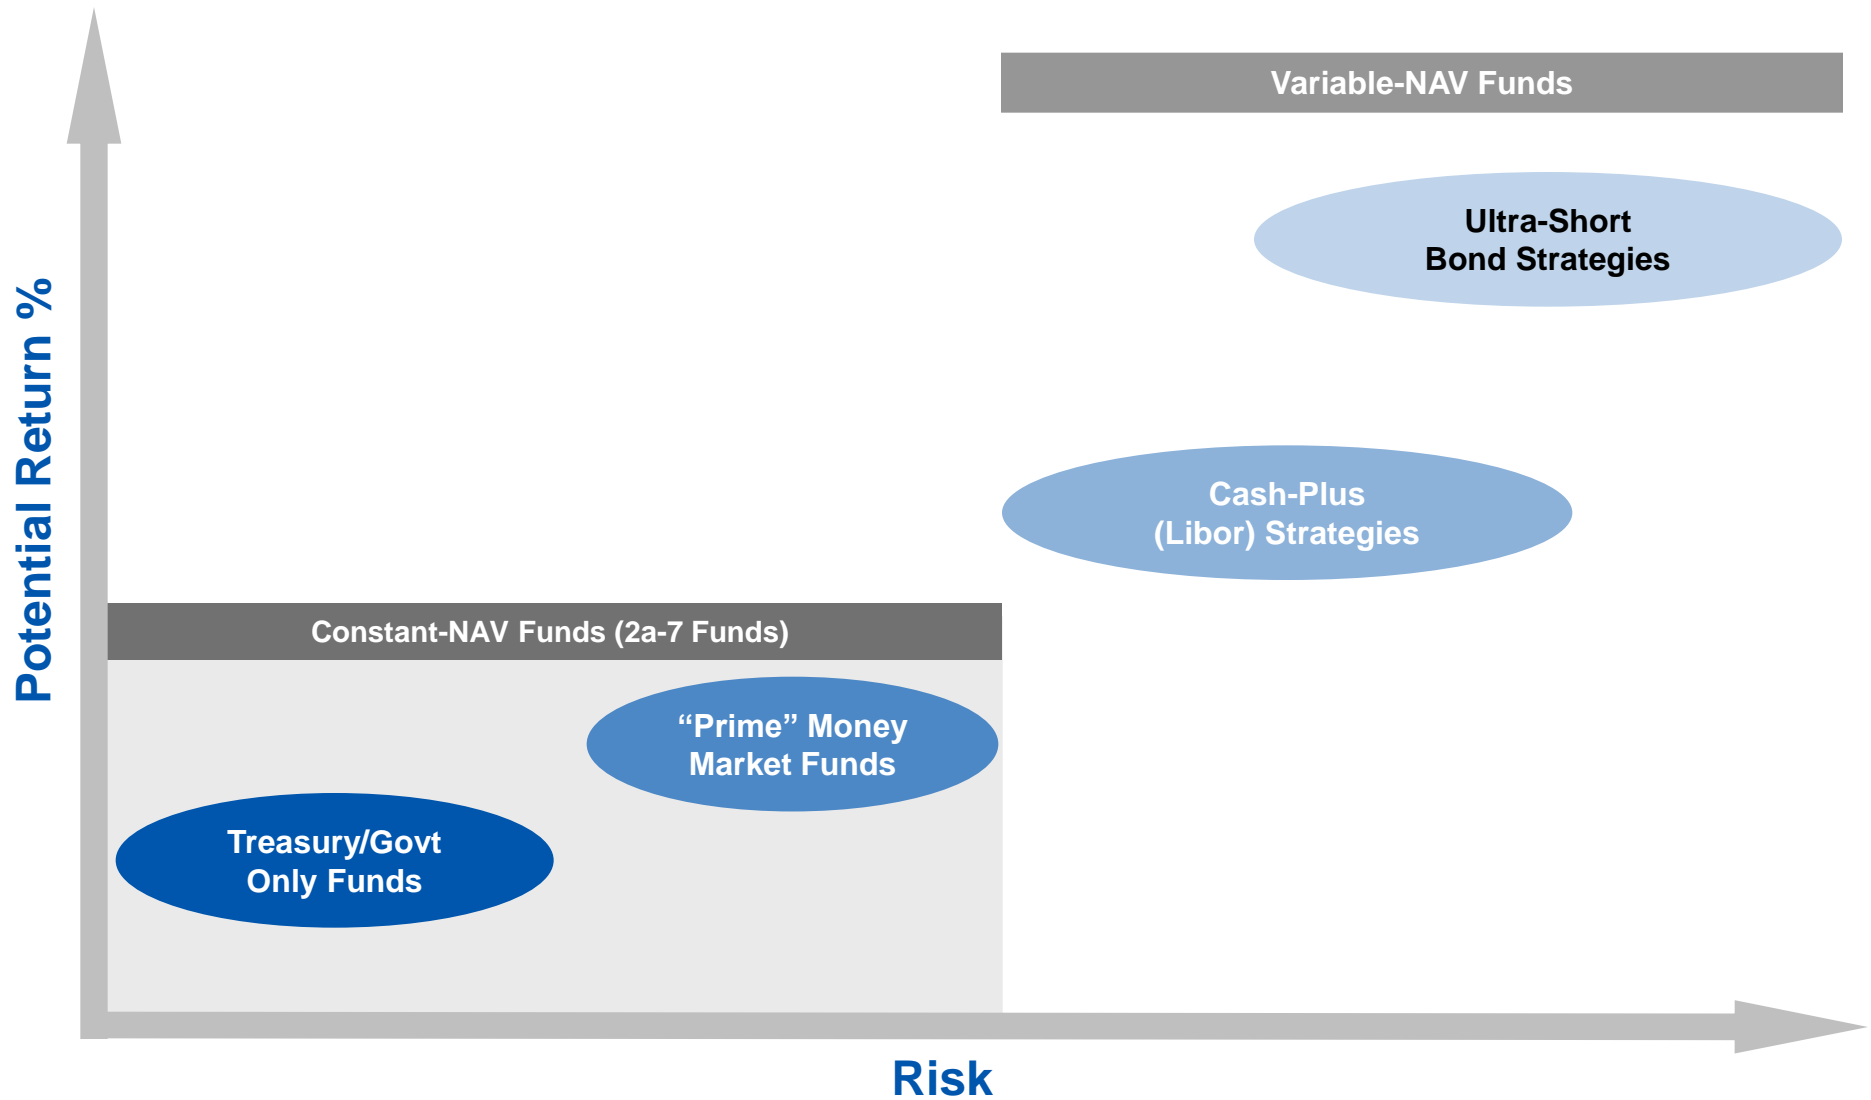 Variable-NAV Funds
Ultra-Short
Bond Strategies
Potential Return %
Cash-Plus
(Libor) Strategies
Constant-NAV Funds (2a-7 Funds)
“Prime” Money
Market Funds
Treasury/Govt
Only Funds
Risk